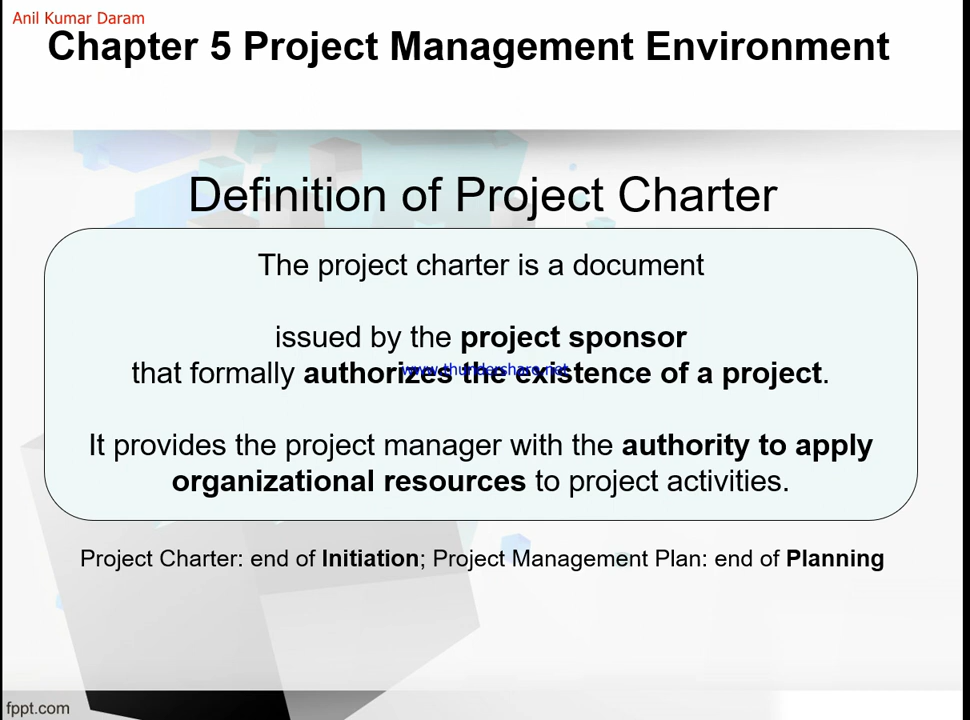 Anil Kumar Daram
Chapter 5 Project Management Environment
Definition of Project Charter
The project charter is a document
issued by the project sponsor
that formally authorizes the existence of a project.
www.thundershare.net
It provides the project manager with the authority to apply
organizational resources to project activities.
Project Charter: end of Initiation; Project Management Plan: end of Planning
fppt.com